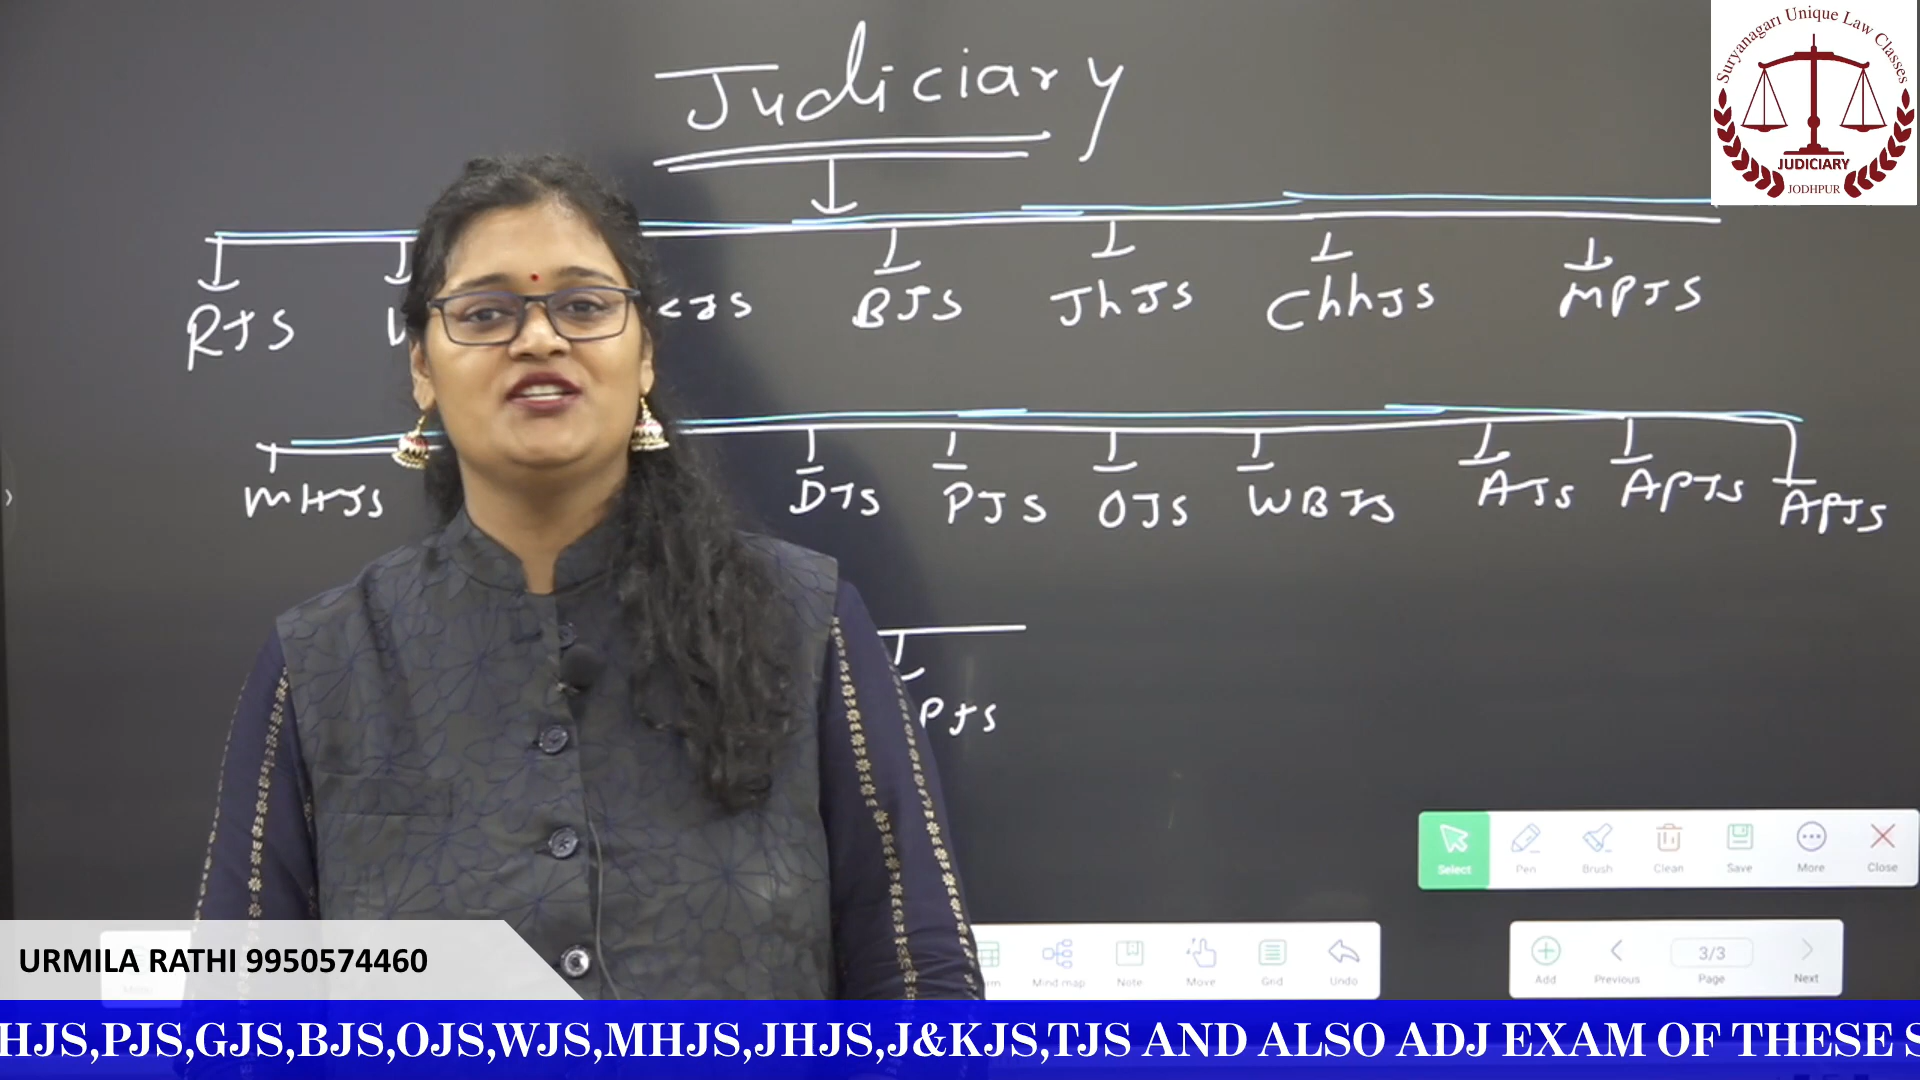 Judiciary
Suryanagari Unique Law Classes
JUDICIARY
JODHPUR
RJS
BJS JhJS ChhJS MPJS
MHJS DJS PJS OJS WBJS AJS APJS APJS
PJS
Select Pen Brush Clean Save More Close
Mind map Note Move Grid Undo
Add Previous 3/3 Page Next
URMILA RATHI 9950574460
HJS,PJS,GJS,BJS,OJS,WJS,MHJS,JHJS,J&KJS,TJS AND ALSO ADJ EXAM OF THESE S